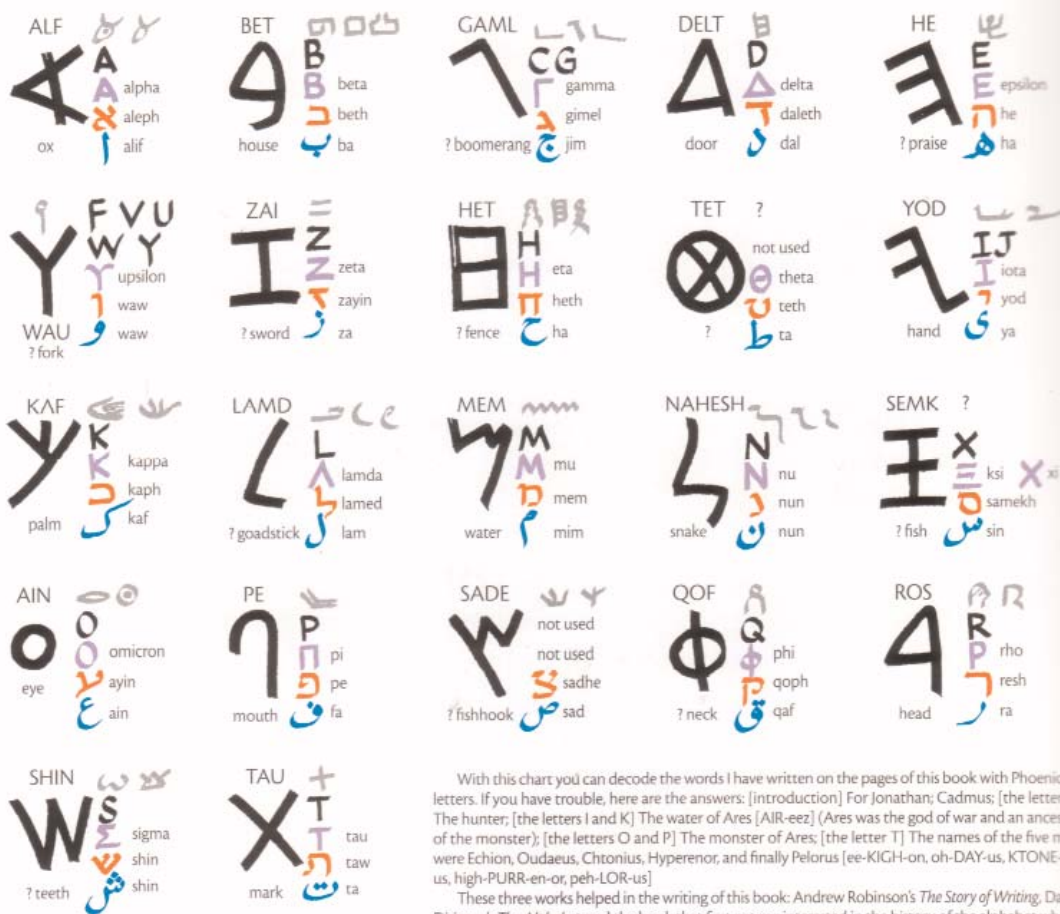 ALF
A
Α alpha
א aleph
ox ا alif
BET
B
Β beta
ב beth
house ب ba
GAML
C G
Γ gamma
ג gimel
? boomerang ج jim
DELT
D
Δ delta
ד daleth
door د dal
HE
E
Ε epsilon
ה he
? praise ه ha
F V U
W Y
Υ upsilon
ו waw
WAU و waw
? fork
ZAI
Z
Ζ zeta
ז zayin
? sword ز za
HET
H
Η eta
ח heth
? fence ح ha
TET ?
not used
Θ theta
ט teth
? ط ta
YOD
I J
Ι iota
י yod
hand ي ya
KAF
K
Κ kappa
כ kaph
palm ک kaf
LAMD
L
Λ lamda
ל lamed
? goadstick ل lam
MEM
M
Μ mu
מ mem
water م mim
NAHESH
N
Ν nu
נ nun
snake ن nun
SEMK ?
X
Ξ ksi Χ xi
ס samekh
? fish س sin
AIN
O
Ο omicron
ע ayin
eye ع ain
PE
P
Π pi
פ pe
mouth ف fa
SADE
not used
not used
צ sadhe
? fishhook ص sad
QOF
Q
Φ phi
ק qoph
? neck ق qaf
ROS
R
Ρ rho
ר resh
head ر ra
SHIN
S
Σ sigma
ש shin
? teeth ش shin
TAU
T
Τ tau
ת taw
mark ت ta
With this chart you can decode the words I have written on the pages of this book with Phoenic
letters. If you have trouble, here are the answers: [introduction] For Jonathan; Cadmus; [the letter
The hunter; [the letters I and K] The water of Ares [AIR-eez] (Ares was the god of war and an ances
of the monster); [the letters O and P] The monster of Ares; [the letter T] The names of the five m
were Echion, Oudaeus, Chtonius, Hyperenor, and finally Pelorus [ee-KIGH-on, oh-DAY-us, KTONE-
us, high-PURR-en-or, peh-LOR-us]
These three works helped in the writing of this book: Andrew Robinson's The Story of Writing, Da